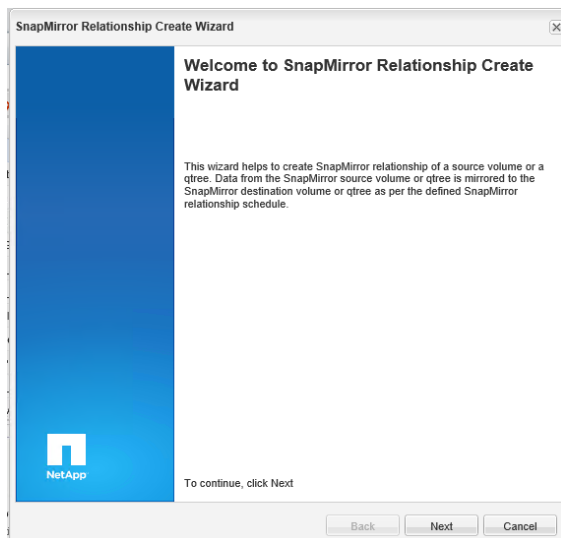 SnapMirror Relationship Create Wizard
Welcome to SnapMirror Relationship Create
Wizard
This wizard helps to create SnapMirror relationship of a source volume or a
qtree. Data from the SnapMirror source volume or qtree is mirrored to the
SnapMirror destination volume or qtree as per the defined SnapMirror
relationship schedule.
NetApp
To continue, click Next
Back
Next
Cancel